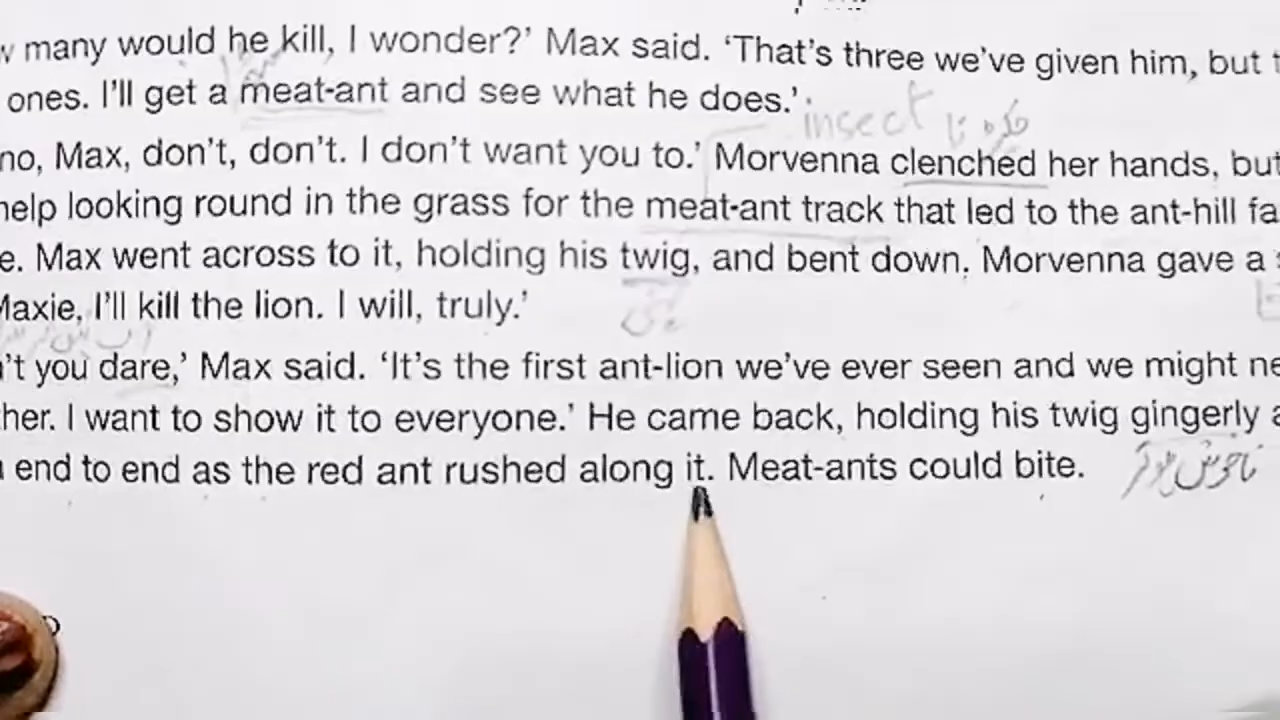 many would he kill, I wonder?’ Max said. ‘That’s three we’ve given him, but
ones. I’ll get a meat-ant and see what he does.’
insect
no, Max, don’t, don’t. I don’t want you to.’ Morvenna clenched her hands, but
help looking round in the grass for the meat-ant track that led to the ant-hill
Max went across to it, holding his twig, and bent down. Morvenna gave a
Maxie, I’ll kill the lion. I will, truly.’
you dare,’ Max said. ‘It’s the first ant-lion we’ve ever seen and we might
I want to show it to everyone.’ He came back, holding his twig gingerly
end to end as the red ant rushed along it. Meat-ants could bite.